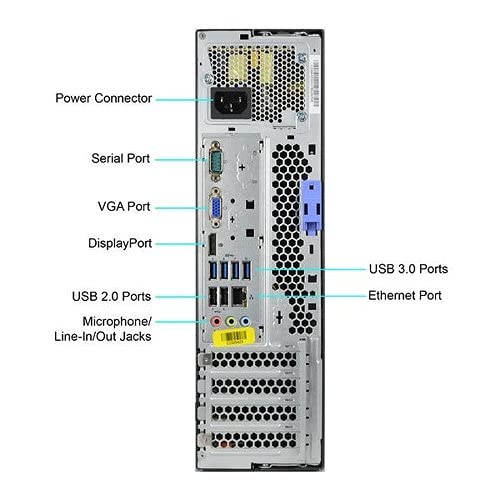 Power Connector
Serial Port
VGA Port
DisplayPort
USB 3.0 Ports
USB 2.0 Ports
Ethernet Port
Microphone/
Line-In/Out Jacks